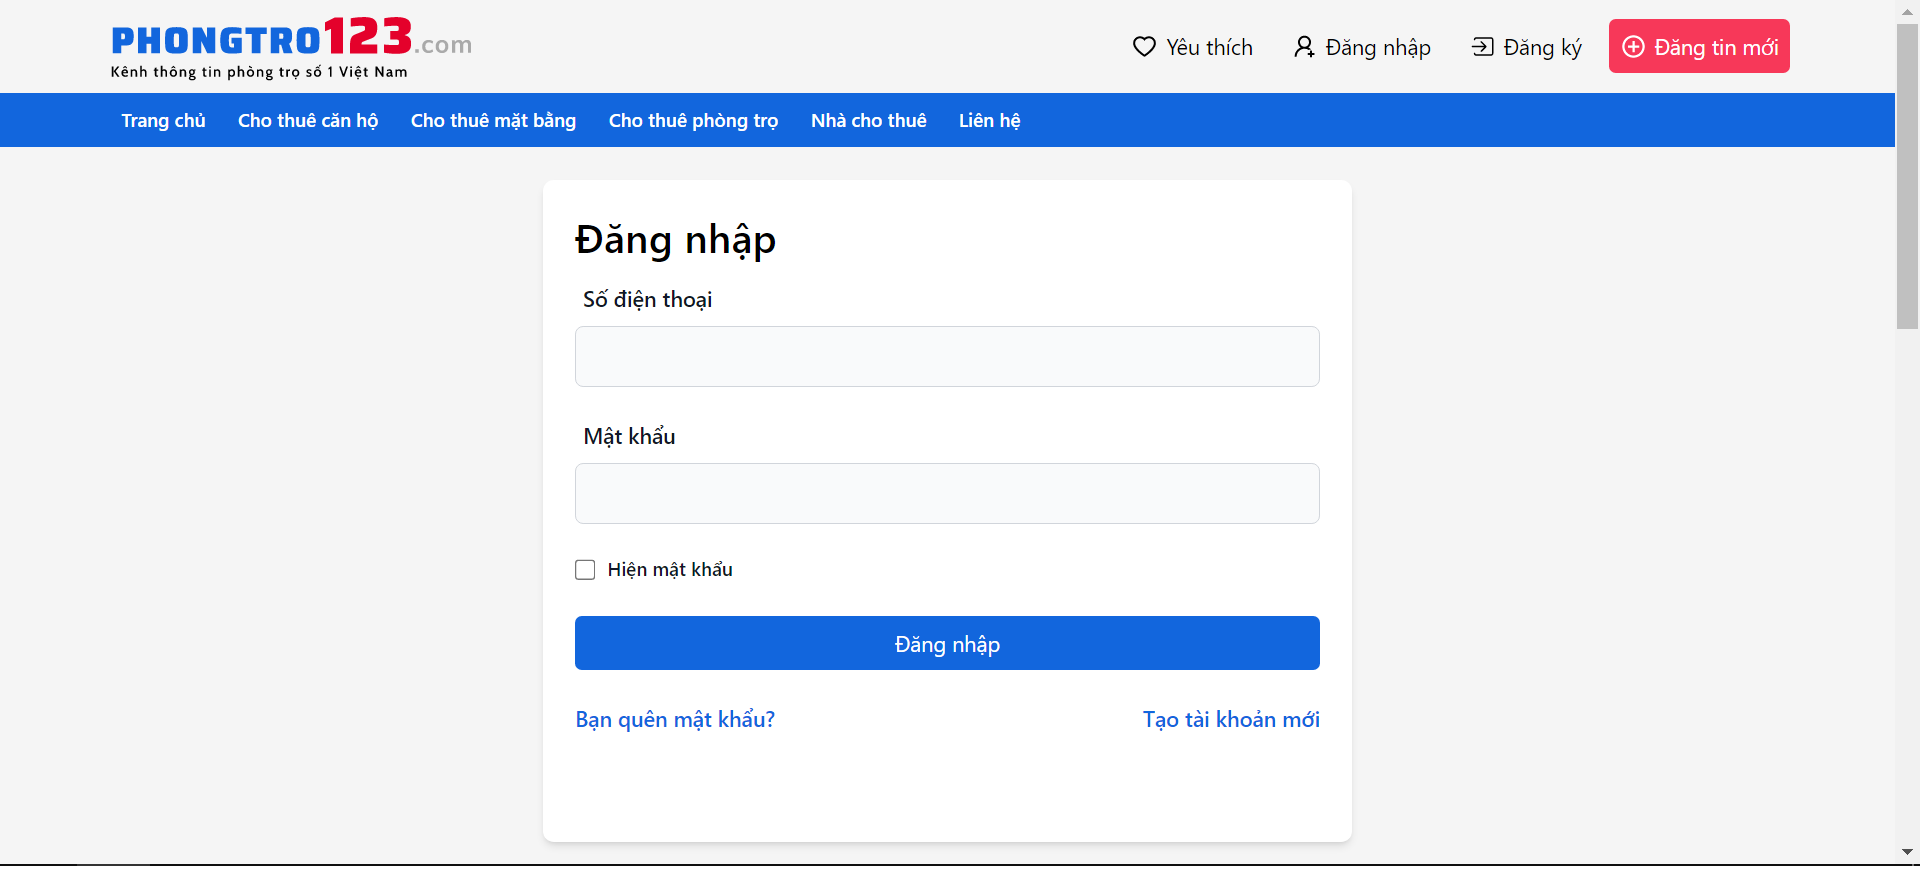 PHONGTRO123.com
Kênh thông tin phòng trọ số 1 Việt Nam
Yêu thích
Đăng nhập
Đăng ký
Đăng tin mới
Trang chủ
Cho thuê căn hộ
Cho thuê mặt bằng
Cho thuê phòng trọ
Nhà cho thuê
Liên hệ
Đăng nhập
Số điện thoại
Mật khẩu
Hiện mật khẩu
Đăng nhập
Bạn quên mật khẩu?
Tạo tài khoản mới